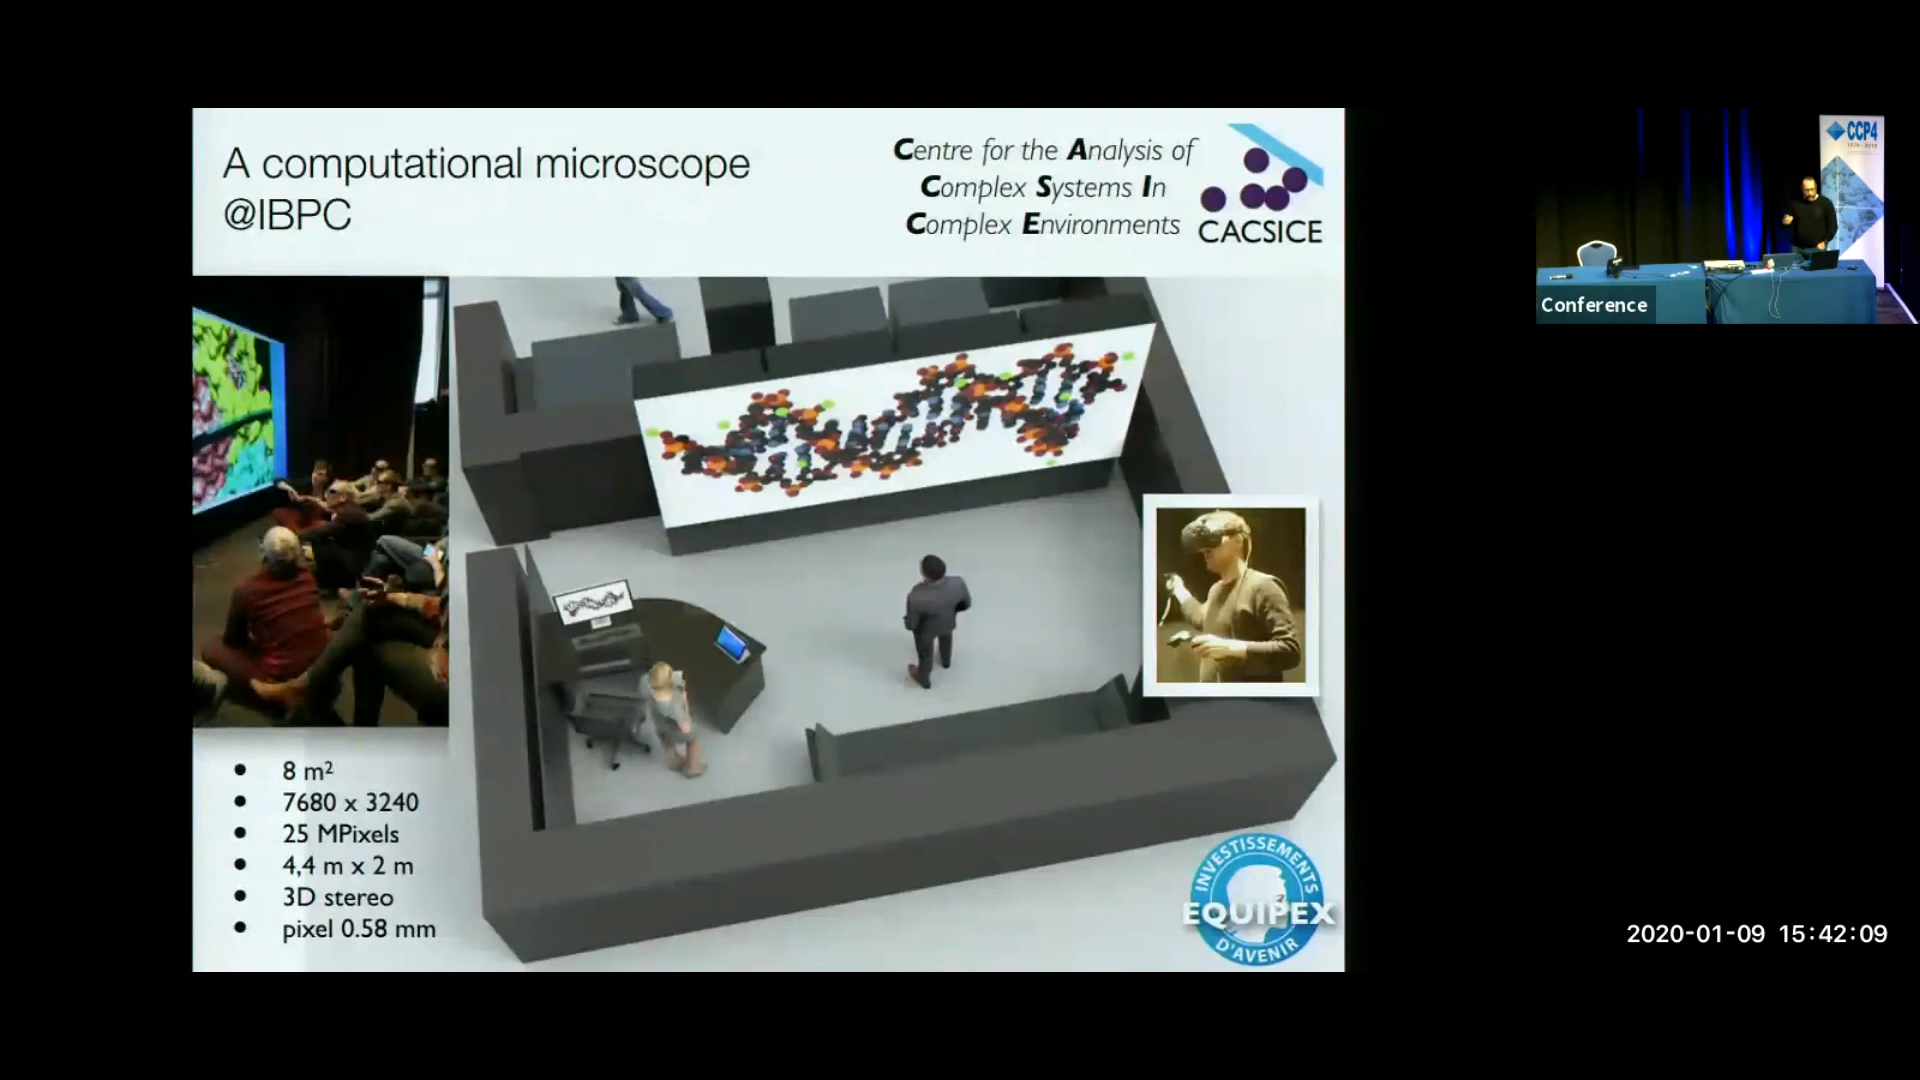 A computational microscope
@IBPC
Centre for the Analysis of
Complex Systems In
Complex Environments
CACSICE
8 m²
7680 x 3240
25 MPixels
4,4 m x 2 m
3D stereo
pixel 0.58 mm
INVESTISSEMENTS
EQUIPEX
D'AVENIR
CCP4
Conference
2020-01-09 15:42:09